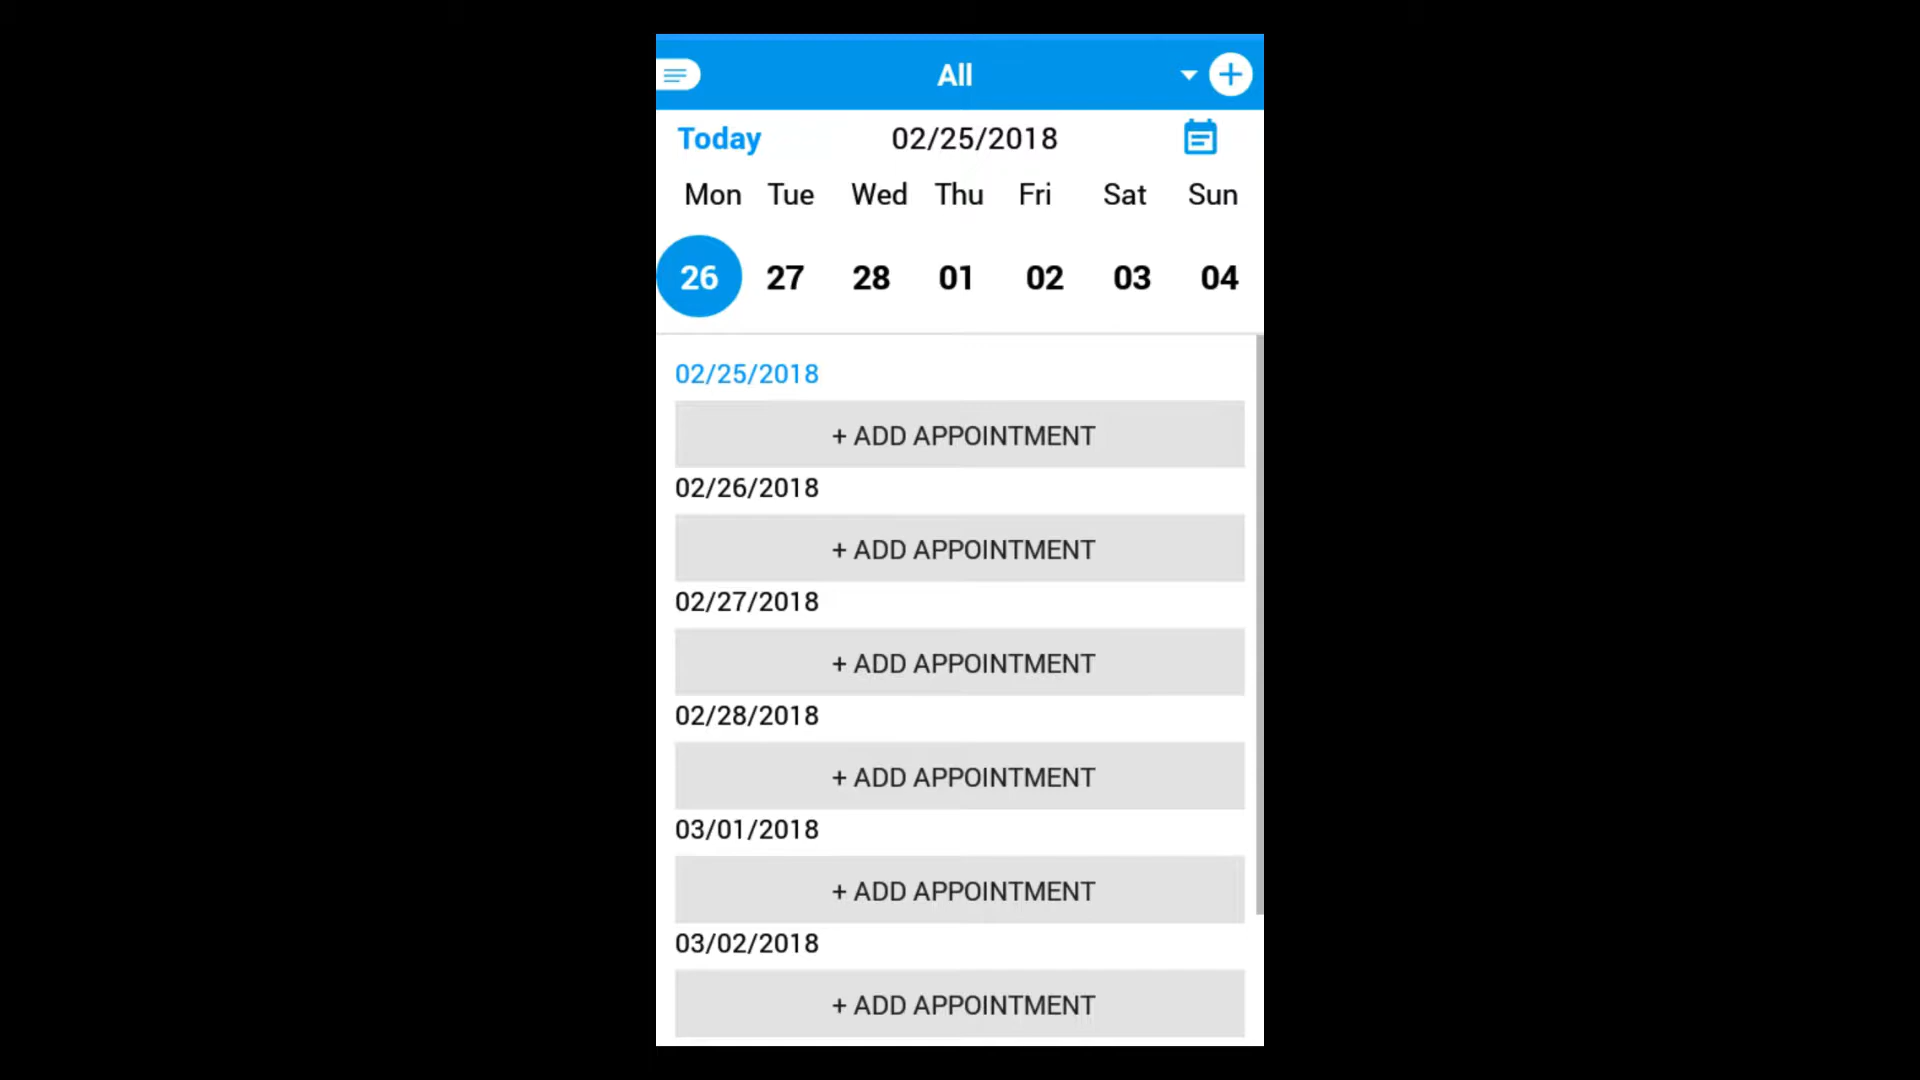 All
Today 02/25/2018
Mon Tue Wed Thu Fri Sat Sun
26 27 28 01 02 03 04
02/25/2018
+ ADD APPOINTMENT
02/26/2018
+ ADD APPOINTMENT
02/27/2018
+ ADD APPOINTMENT
02/28/2018
+ ADD APPOINTMENT
03/01/2018
+ ADD APPOINTMENT
03/02/2018
+ ADD APPOINTMENT